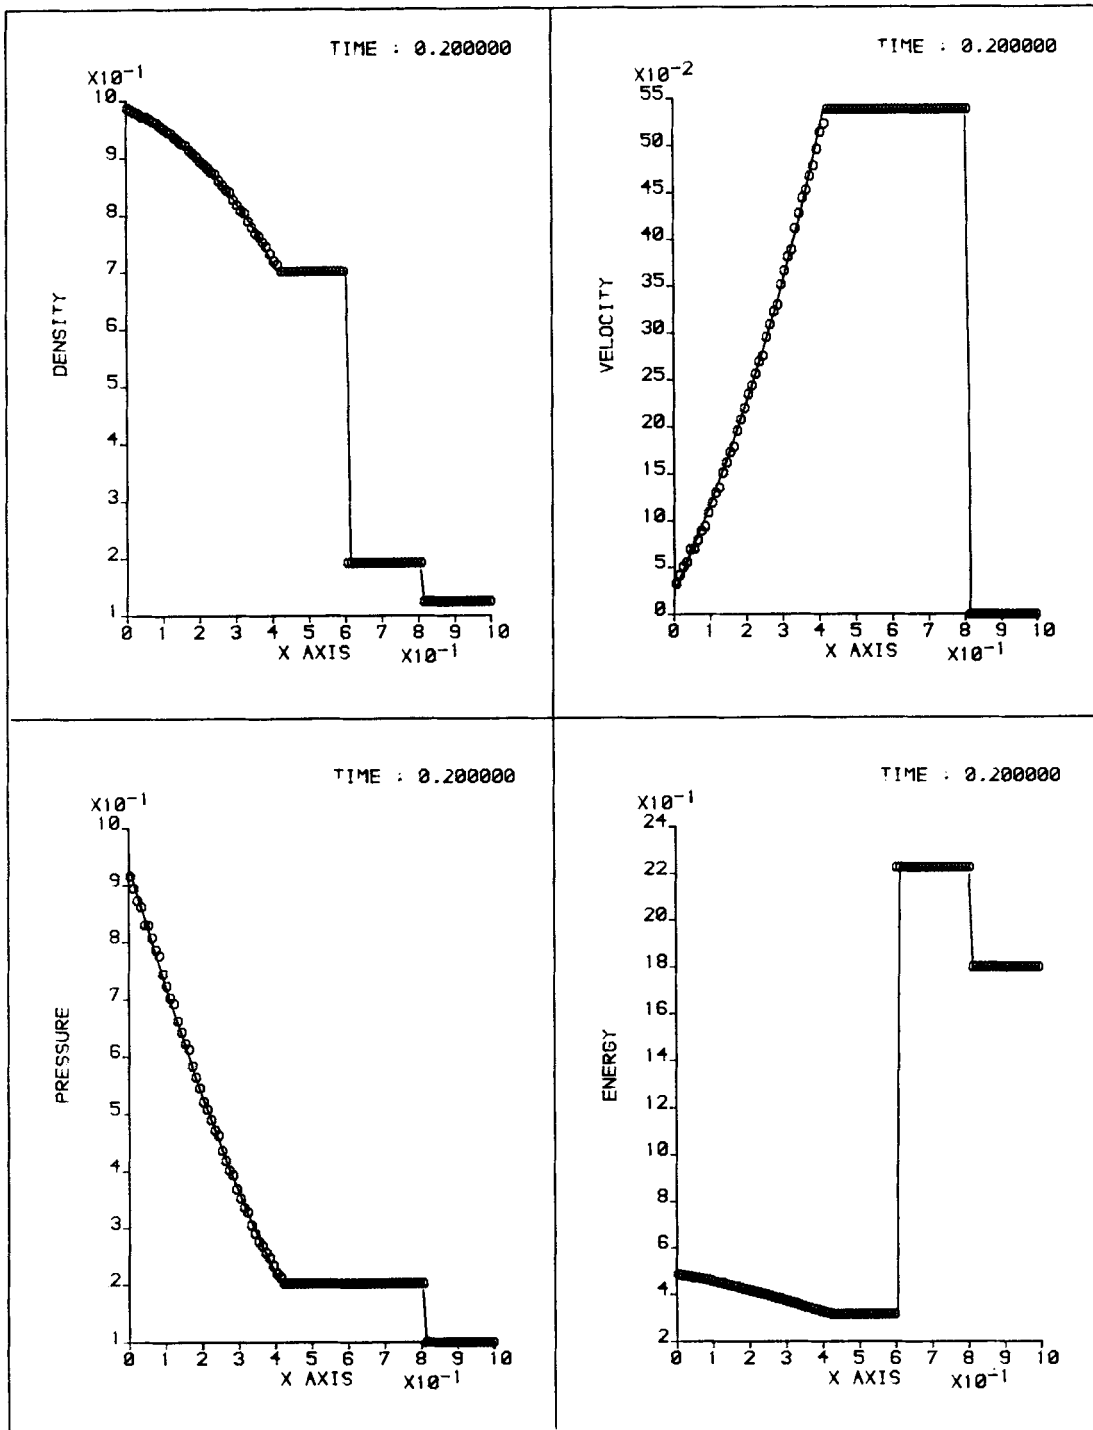 TIME : 0.200000
X10-1
10
9
8
7
6
5
4
3
2
1
DENSITY
0 1 2 3 4 5 6 7 8 9 10
X AXIS X10-1
TIME : 0.200000
X10-2
55
50
45
40
35
30
25
20
15
10
5
0
VELOCITY
0 1 2 3 4 5 6 7 8 9 10
X AXIS X10-1
TIME : 0.200000
X10-1
10
9
8
7
6
5
4
3
2
1
PRESSURE
0 1 2 3 4 5 6 7 8 9 10
X AXIS X10-1
TIME : 0.200000
X10-1
24
22
20
18
16
14
12
10
8
6
4
2
ENERGY
0 1 2 3 4 5 6 7 8 9 10
X AXIS X10-1